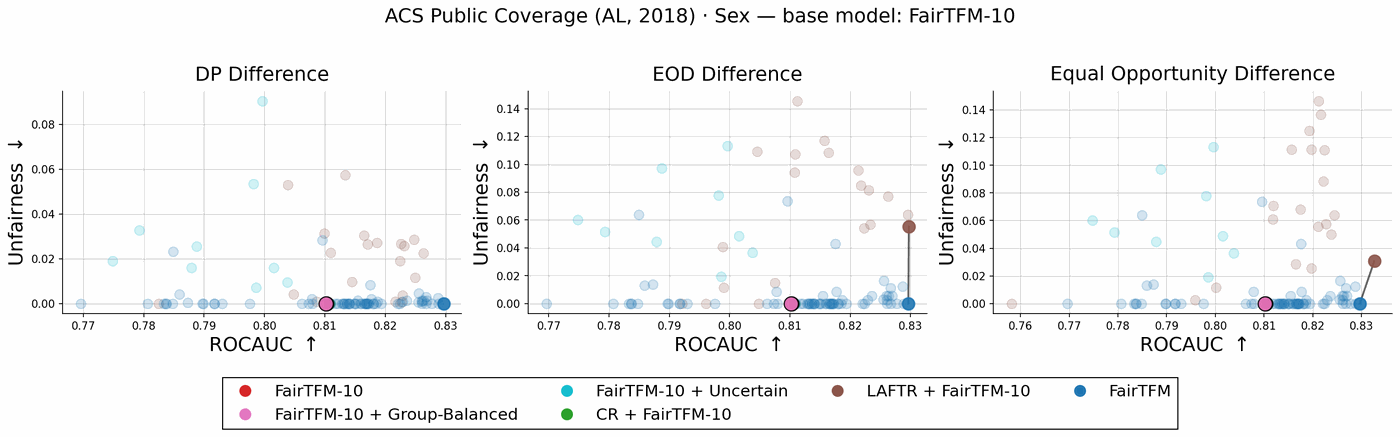 ACS Public Coverage (AL, 2018) · Sex — base model: FairTFM-10
DP Difference
Unfairness ↓
0.08
0.06
0.04
0.02
0.00
0.77 0.78 0.79 0.80 0.81 0.82 0.83
ROCAUC ↑
EOD Difference
Unfairness ↓
0.14
0.12
0.10
0.08
0.06
0.04
0.02
0.00
0.77 0.78 0.79 0.80 0.81 0.82 0.83
ROCAUC ↑
Equal Opportunity Difference
Unfairness ↓
0.14
0.12
0.10
0.08
0.06
0.04
0.02
0.00
0.76 0.77 0.78 0.79 0.80 0.81 0.82 0.83
ROCAUC ↑
FairTFM-10
FairTFM-10 + Group-Balanced
FairTFM-10 + Uncertain
CR + FairTFM-10
LAFTR + FairTFM-10
FairTFM